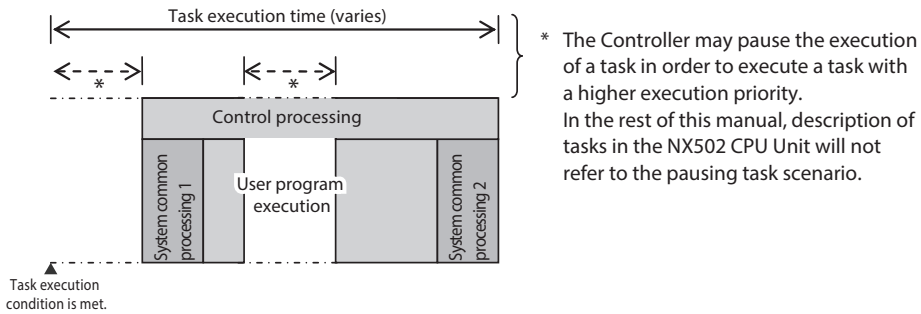 Task execution time (varies)
*
*
* The Controller may pause the execution
of a task in order to execute a task with
a higher execution priority.
In the rest of this manual, description of
tasks in the NX502 CPU Unit will not
refer to the pausing task scenario.
Control processing
System common
processing 1
User program
execution
System common
processing 2
Task execution
condition is met.